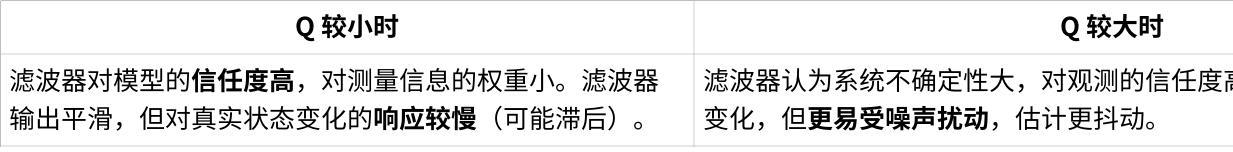 Q 较小时
Q 较大时
滤波器对模型的信任度高，对测量信息的权重小。滤波器
输出平滑，但对真实状态变化的响应较慢（可能滞后）。
滤波器认为系统不确定性大，对观测的信任度高
变化，但更易受噪声扰动，估计更抖动。